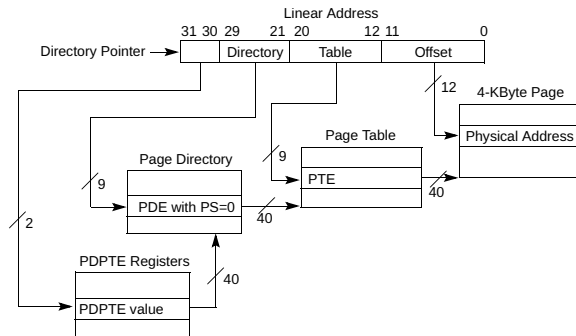 Linear Address
31 30 29 21 20 12 11 0
Directory Pointer Directory Table Offset
12
4-KByte Page
Page Table
Physical Address
Page Directory
9
9
PTE
40
PDE with PS=0
40
2
PDPTE Registers
40
PDPTE value